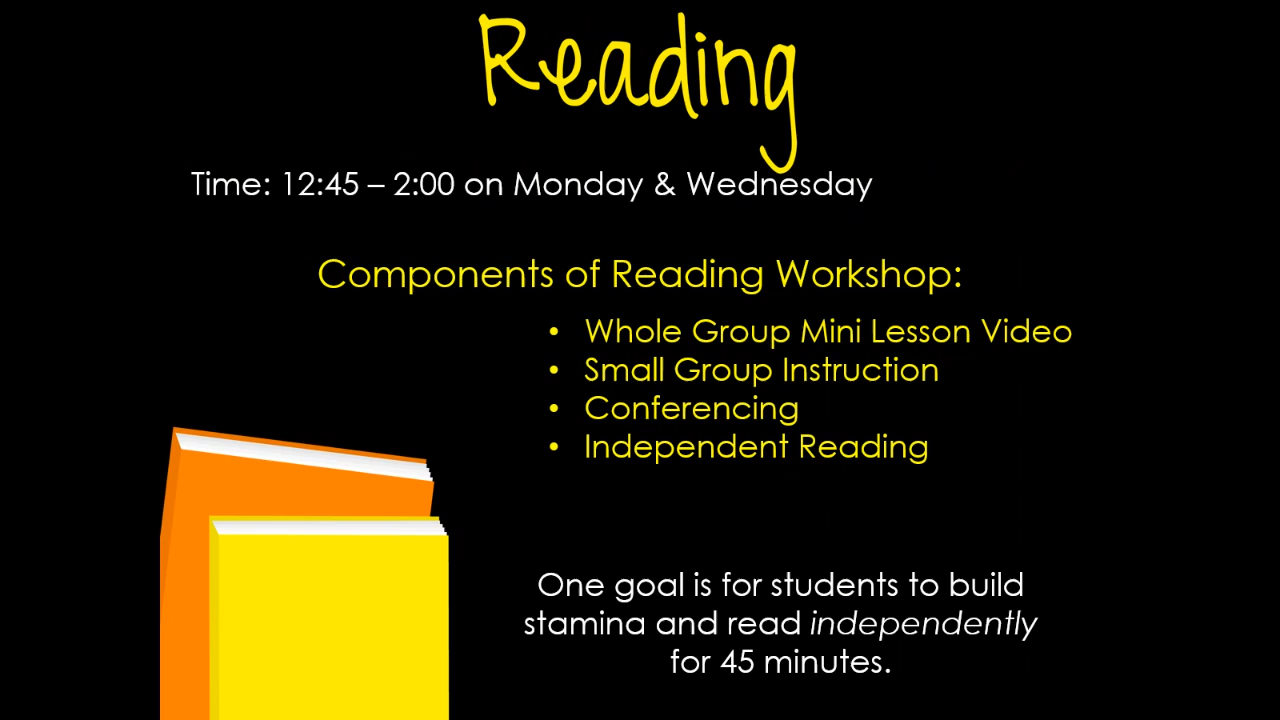 Reading
Time: 12:45 – 2:00 on Monday & Wednesday
Components of Reading Workshop:
• Whole Group Mini Lesson Video
• Small Group Instruction
• Conferencing
• Independent Reading
One goal is for students to build
stamina and read independently
for 45 minutes.